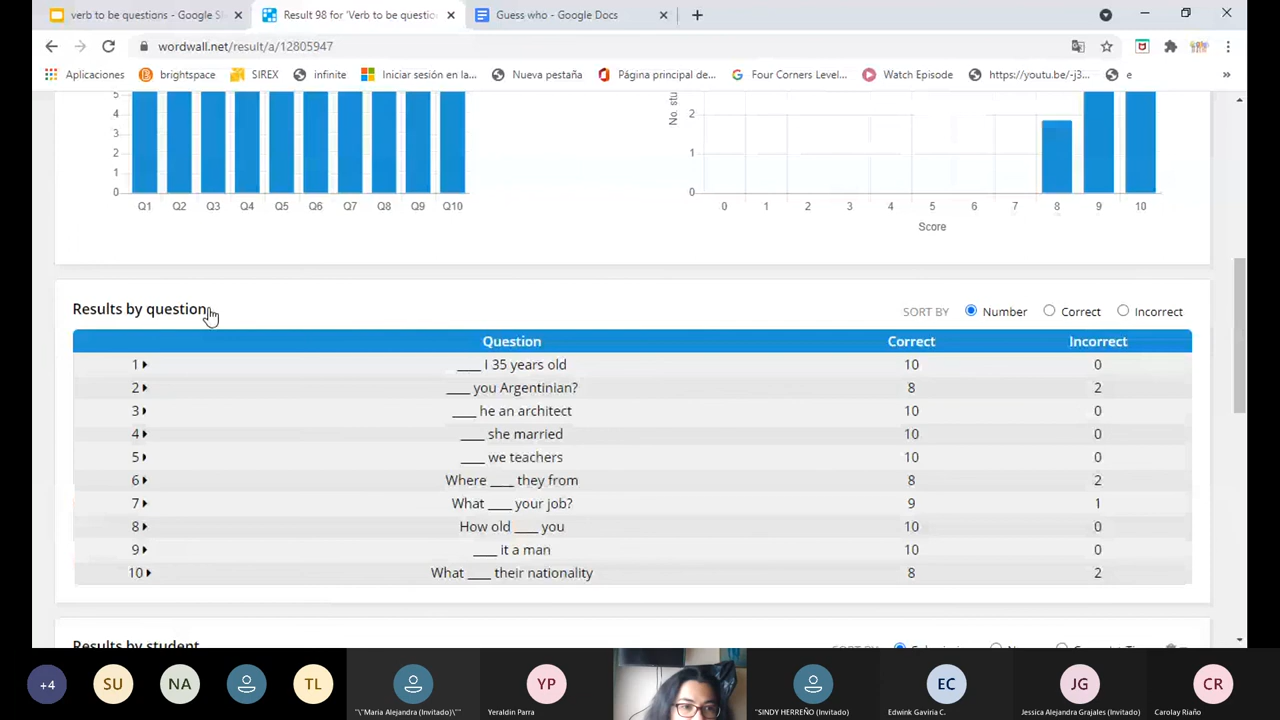 verb to be questions - Google Sl
Result 98 for 'Verb to be questio
Guess who - Google Docs
wordwall.net/result/a/12805947
Aplicaciones
brightspace
SIREX
infinite
Iniciar sesión en la...
Nueva pestaña
Página principal de...
Four Corners Level...
Watch Episode
https://youtu.be/-j3...
e
5
4
3
2
1
0
Q1 Q2 Q3 Q4 Q5 Q6 Q7 Q8 Q9 Q10
No. stu
2
1
0
0 1 2 3 4 5 6 7 8 9 10
Score
Results by question
SORT BY Number Correct Incorrect
Question Correct Incorrect
1 ____ I 35 years old 10 0
2 ____ you Argentinian? 8 2
3 ____ he an architect 10 0
4 ____ she married 10 0
5 ____ we teachers 10 0
6 Where ____ they from 8 2
7 What ____ your job? 9 1
8 How old ____ you 10 0
9 ____ it a man 10 0
10 What ____ their nationality 8 2
Results by student
+4
SU
NA
TL
"\"Maria Alejandra (Invitado)\""
YP
Yeraldin Parra
"SINDY HERREÑO (Invitado)
EC
Edwink Gaviria C.
JG
Jessica Alejandra Grajales (Invitado)
CR
Carolay Riaño